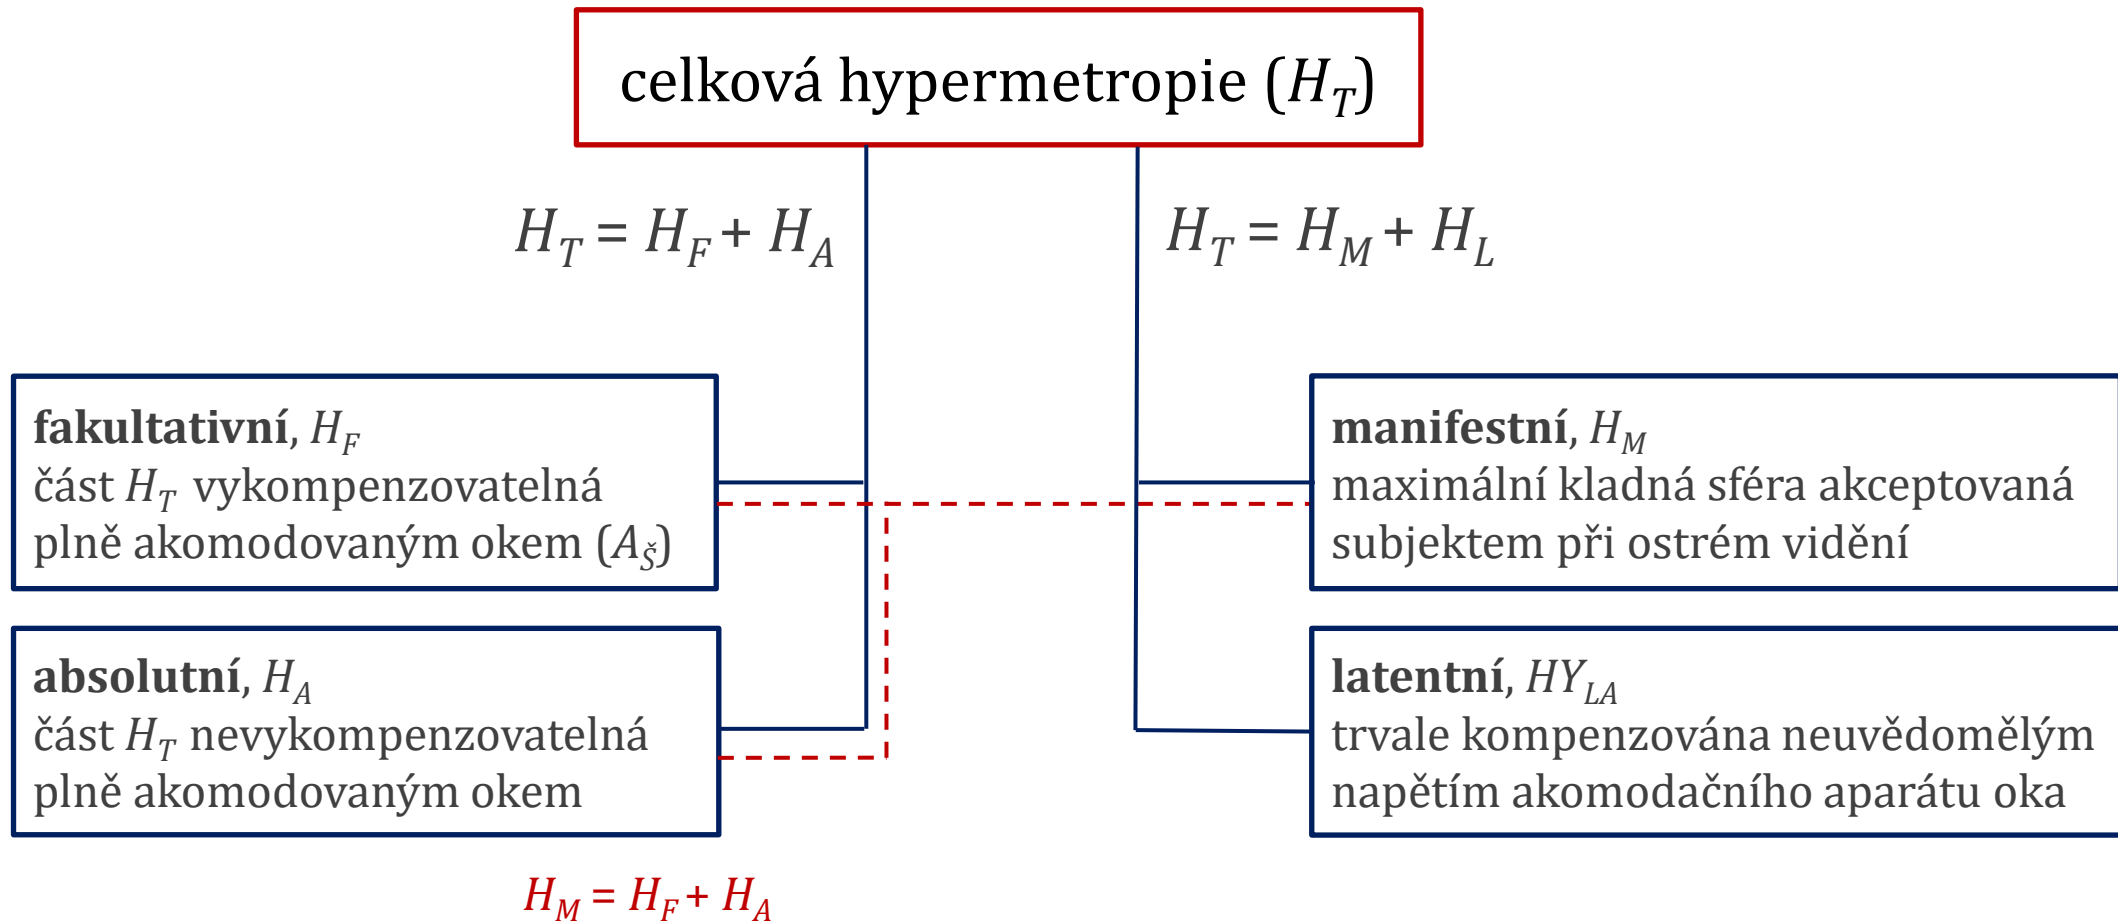 celková hypermetropie (H_T)
H_T = H_F + H_A
H_T = H_M + H_L
fakultativní, H_F
část H_T vykompenzovatelná
plně akomodovaným okem (A_Š)
manifestní, H_M
maximální kladná sféra akceptovaná
subjektem při ostrém vidění
absolutní, H_A
část H_T nevykompenzovatelná
plně akomodovaným okem
latentní, HY_LA
trvale kompenzována neuvědomělým
napětím akomodačního aparátu oka
H_M = H_F + H_A